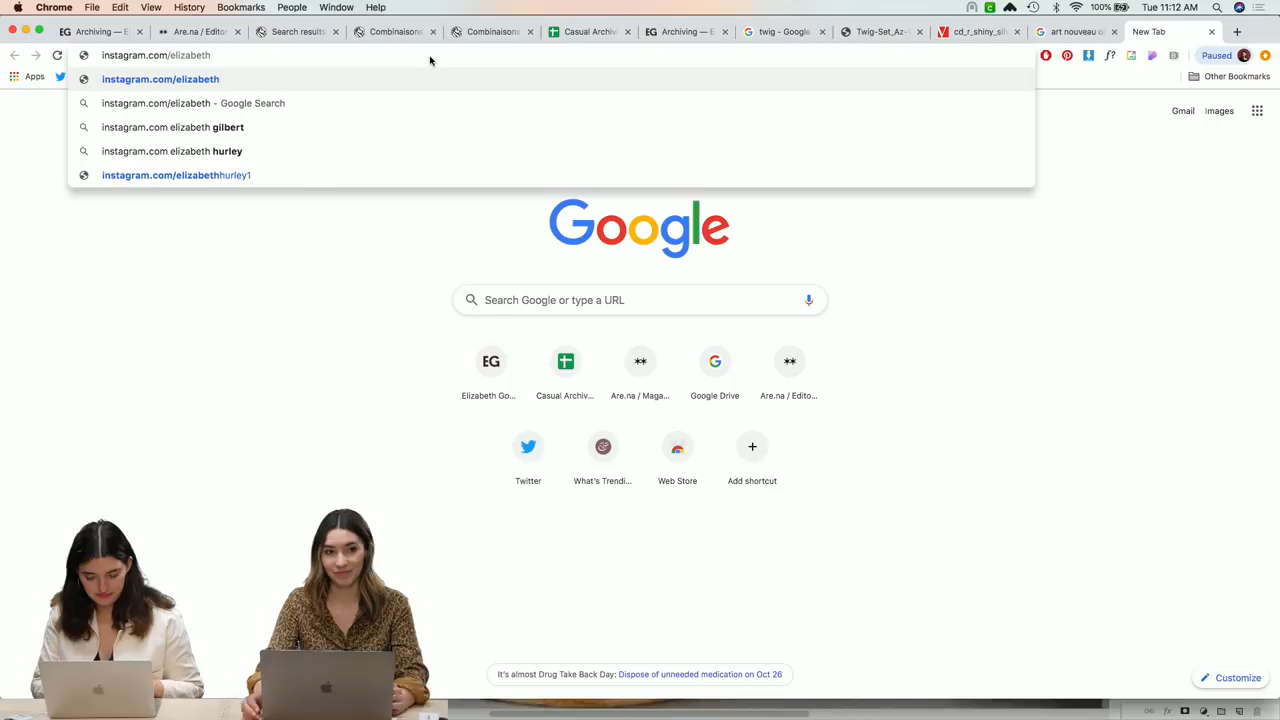 Chrome File Edit View History Bookmarks People Window Help 100% Tue 11:12 AM
EG Archiving — E Are.na / Editor Search results Combinaisons Combinaisons Casual Archiv EG Archiving — E twig - Google Twig-Set_Az- cd_r_shiny_sil art nouveau o New Tab
instagram.com/elizabeth Paused
Apps Other Bookmarks
instagram.com/elizabeth
instagram.com/elizabeth - Google Search
instagram.com elizabeth gilbert
instagram.com elizabeth hurley
instagram.com/elizabethhurley1
Gmail Images
Google
Search Google or type a URL
EG
Elizabeth Go... Casual Archiv... Are.na / Maga... Google Drive Are.na / Edito...
Twitter What's Trendi... Web Store Add shortcut
It's almost Drug Take Back Day: Dispose of unneeded medication on Oct 26
Customize